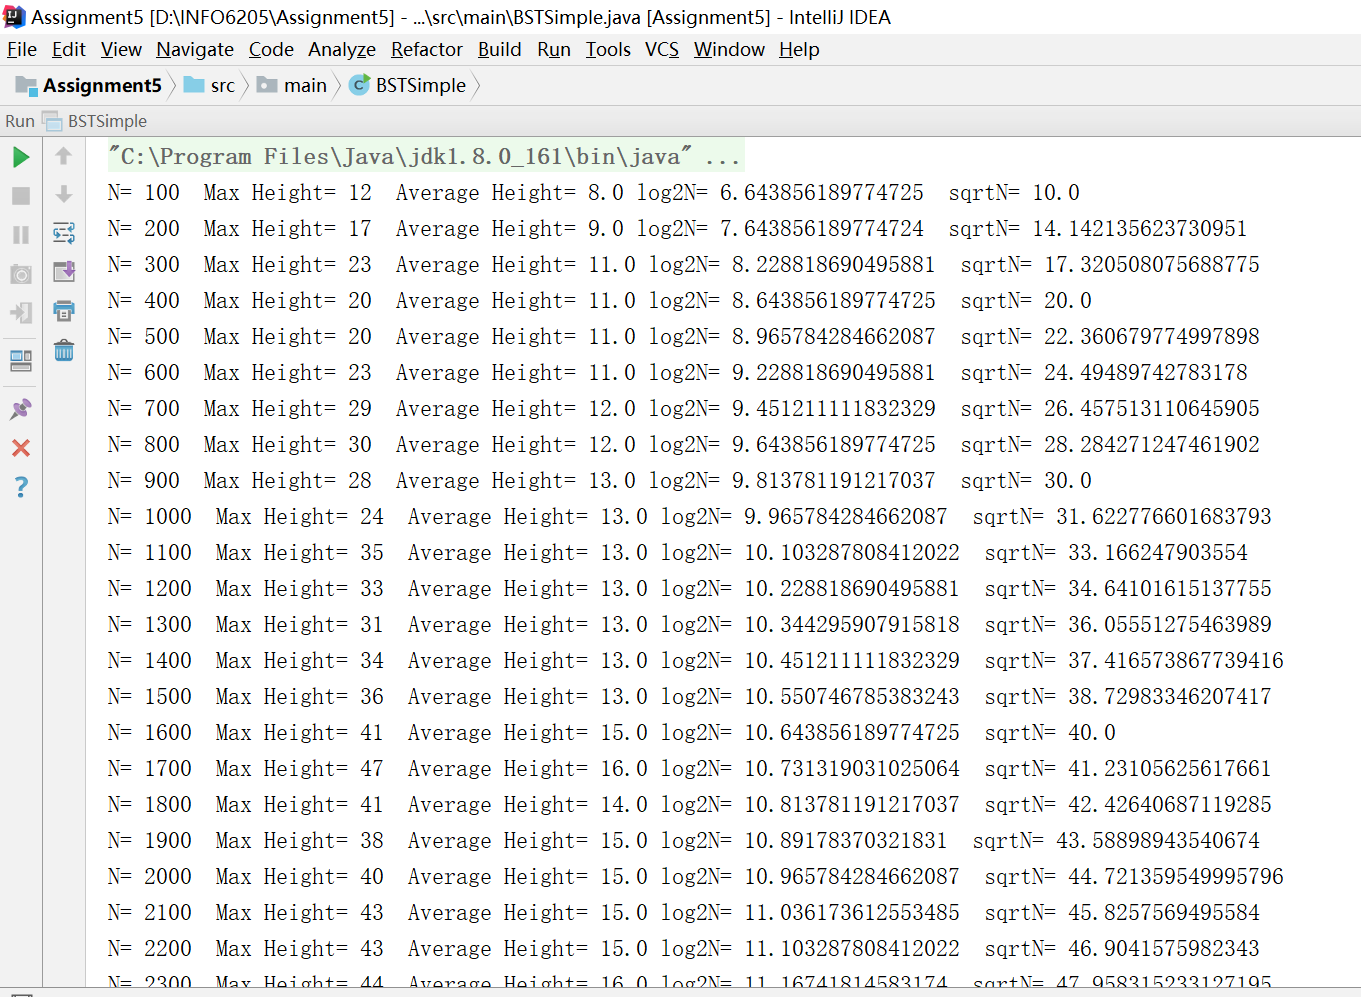 Assignment5 [D:\INFO6205\Assignment5] - ...\src\main\BSTSimple.java [Assignment5] - IntelliJ IDEA
File Edit View Navigate Code Analyze Refactor Build Run Tools VCS Window Help
Assignment5 src main BSTSimple
Run BSTSimple
"C:\Program Files\Java\jdk1.8.0_161\bin\java" ...
N= 100  Max Height= 12  Average Height= 8.0 log2N= 6.643856189774725  sqrtN= 10.0
N= 200  Max Height= 17  Average Height= 9.0 log2N= 7.643856189774724  sqrtN= 14.142135623730951
N= 300  Max Height= 23  Average Height= 11.0 log2N= 8.228818690495881  sqrtN= 17.320508075688775
N= 400  Max Height= 20  Average Height= 11.0 log2N= 8.643856189774725  sqrtN= 20.0
N= 500  Max Height= 20  Average Height= 11.0 log2N= 8.965784284662087  sqrtN= 22.360679774997898
N= 600  Max Height= 23  Average Height= 11.0 log2N= 9.228818690495881  sqrtN= 24.49489742783178
N= 700  Max Height= 29  Average Height= 12.0 log2N= 9.451211111832329  sqrtN= 26.457513110645905
N= 800  Max Height= 30  Average Height= 12.0 log2N= 9.643856189774725  sqrtN= 28.284271247461902
N= 900  Max Height= 28  Average Height= 13.0 log2N= 9.813781191217037  sqrtN= 30.0
N= 1000  Max Height= 24  Average Height= 13.0 log2N= 9.965784284662087  sqrtN= 31.622776601683793
N= 1100  Max Height= 35  Average Height= 13.0 log2N= 10.103287808412022  sqrtN= 33.166247903554
N= 1200  Max Height= 33  Average Height= 13.0 log2N= 10.228818690495881  sqrtN= 34.64101615137755
N= 1300  Max Height= 31  Average Height= 13.0 log2N= 10.344295907915818  sqrtN= 36.05551275463989
N= 1400  Max Height= 34  Average Height= 13.0 log2N= 10.451211111832329  sqrtN= 37.416573867739416
N= 1500  Max Height= 36  Average Height= 13.0 log2N= 10.550746785383243  sqrtN= 38.72983346207417
N= 1600  Max Height= 41  Average Height= 15.0 log2N= 10.643856189774725  sqrtN= 40.0
N= 1700  Max Height= 47  Average Height= 16.0 log2N= 10.731319031025064  sqrtN= 41.23105625617661
N= 1800  Max Height= 41  Average Height= 14.0 log2N= 10.813781191217037  sqrtN= 42.42640687119285
N= 1900  Max Height= 38  Average Height= 15.0 log2N= 10.89178370321831  sqrtN= 43.58898943540674
N= 2000  Max Height= 40  Average Height= 15.0 log2N= 10.965784284662087  sqrtN= 44.721359549995796
N= 2100  Max Height= 43  Average Height= 15.0 log2N= 11.036173612553485  sqrtN= 45.8257569495584
N= 2200  Max Height= 43  Average Height= 15.0 log2N= 11.103287808412022  sqrtN= 46.9041575982343
N= 2300  Max Height= 44  Average Height= 16.0 log2N= 11.16741814583174  sqrtN= 47.958315233127195